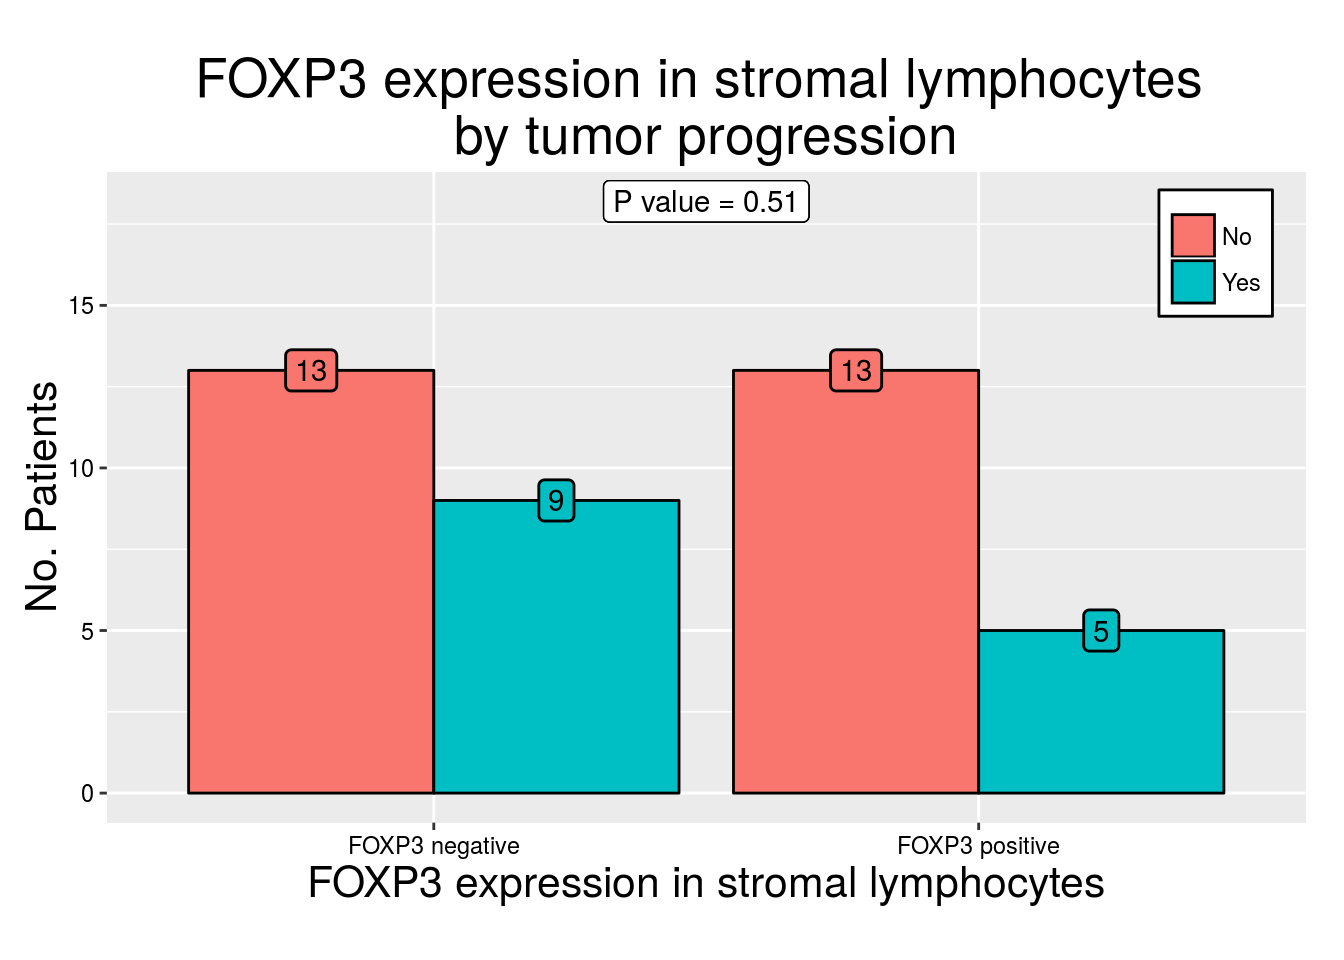 FOXP3 expression in stromal lymphocytes
by tumor progression
P value = 0.51
No
Yes
No. Patients
15
10
5
0
13
9
13
5
FOXP3 negative
FOXP3 positive
FOXP3 expression in stromal lymphocytes